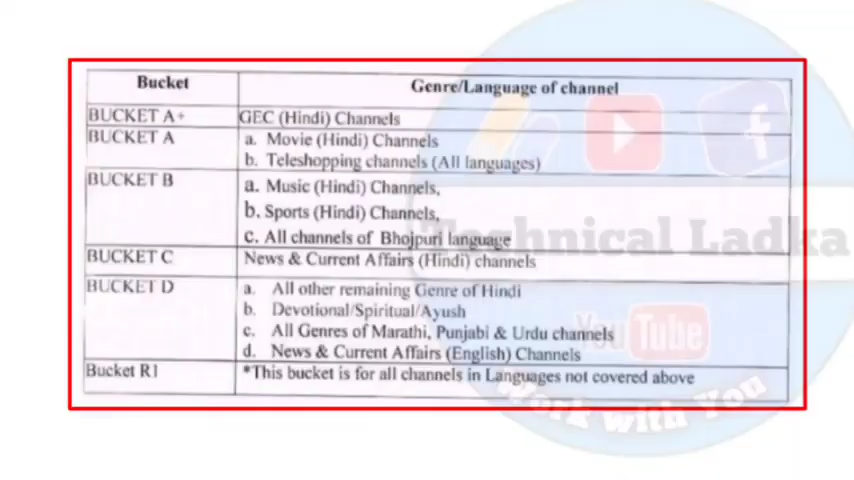 Bucket
Genre/Language of channel
BUCKET A+
GEC (Hindi) Channels
BUCKET A
a. Movie (Hindi) Channels
b. Teleshopping channels (All languages)
BUCKET B
a. Music (Hindi) Channels,
b. Sports (Hindi) Channels,
c. All channels of Bhojpuri language
BUCKET C
News & Current Affairs (Hindi) channels
BUCKET D
a. All other remaining Genre of Hindi
b. Devotional/Spiritual/Ayush
c. All Genres of Marathi, Punjabi & Urdu channels
d. News & Current Affairs (English) Channels
Bucket R1
*This bucket is for all channels in Languages not covered above
Technical Ladka
YouTube
Work with You
f